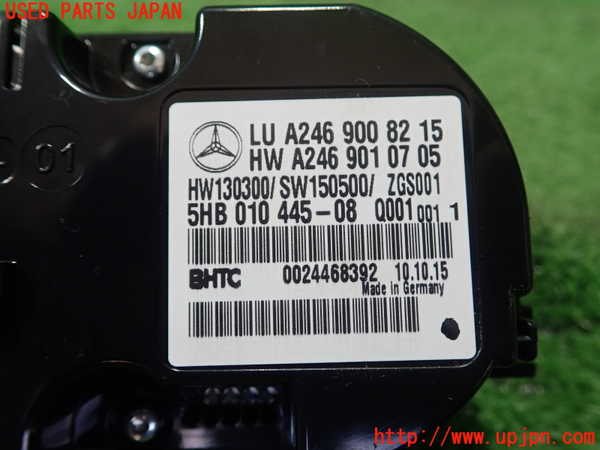 USED PARTS JAPAN
01
LU A246 900 82 15
HW A246 901 07 05
HW130300/ SW150500/ ZGS001
5HB 010 445-08 Q001 001 1
BHTC 0024468392 10.10.15
Made in Germany
http://www.upjpn.com/